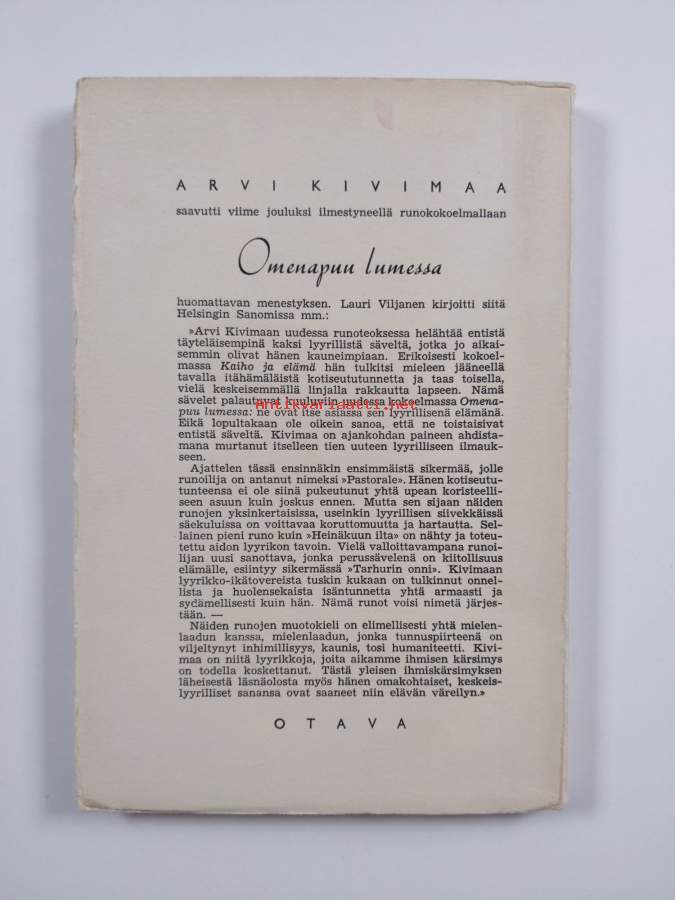 ARVI KIVIMAA
saavutti viime jouluksi ilmestyneellä runokokoelmallaan
Omenapuu lumessa
huomattavan menestyksen. Lauri Viljanen kirjoitti siitä
Helsingin Sanomissa mm.:
»Arvi Kivimaan uudessa runoteoksessa helähtää entistä
täyteläisempinä kaksi lyyrillistä säveltä, jotka jo aikai-
semmin olivat hänen kauneimpiaan. Erikoisesti kokoel-
massa Kaiho ja elämä hän tulkitsi mieleen jääneellä
tavalla itähämäläistä kotiseututunnetta ja taas toisella,
vielä keskeisemmällä linjalla rakkautta lapseen. Nämä
sävelet palautuvat kuuluviin uudessa kokoelmassa Omena-
Antikvariaatti.net
puu lumessa: ne ovat itse asiassa sen lyyrillisenä elämänä.
Eikä lopultakaan ole oikein sanoa, että ne toistaisivat
entistä säveltä. Kivimaa on ajankohdan paineen ahdista-
mana murtanut itselleen tien uuteen lyyrilliseen ilmauk-
seen.
Ajattelen tässä ensinnäkin ensimmäistä sikermää, jolle
runoilija on antanut nimeksi »Pastorale». Hänen kotiseutu-
tunteensa ei ole siinä pukeutunut yhtä upean koristeelli-
seen asuun kuin joskus ennen. Mutta sen sijaan näiden
runojen yksinkertaisissa, useinkin lyyrillisen siivekkäissä
säekuluissa on voittavaa koruttomuutta ja hartautta. Sel-
lainen pieni runo kuin »Heinäkuun ilta» on nähty ja toteu-
tettu aidon lyyrikon tavoin. Vielä valloittavampana runoi-
lijan uusi sanottava, jonka perussävelenä on kiitollisuus
elämälle, esiintyy sikermässä »Tarhurin onni». Kivimaan
lyyrikko-ikätovereista tuskin kukaan on tulkinnut onnel-
lista ja huolensekaista isäntunnetta yhtä armaasti ja
sydämellisesti kuin hän. Nämä runot voisi nimetä järjes-
tään. —
Näiden runojen muotokieli on elimellisesti yhtä mielen-
laadun kanssa, mielenlaadun, jonka tunnuspiirteenä on
viljeltynyt inhimillisyys, kaunis, tosi humaniteetti. Kivi-
maa on niitä lyyrikkoja, joita aikamme ihmisen kärsimys
on todella koskettanut. Tästä yleisen ihmiskärsimyksen
läheisestä läsnäolosta myös hänen omakohtaiset, keskeis-
lyyrilliset sanansa ovat saaneet niin elävän väreilyn.»
OTAVA